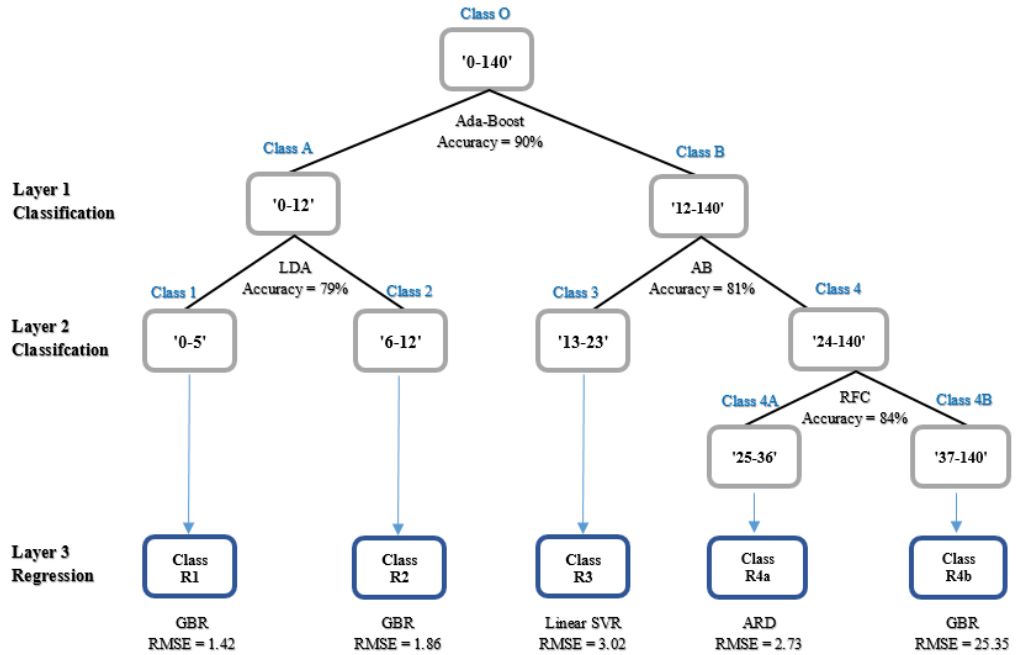 Class O
'0-140'
Ada-Boost
Accuracy = 90%
Class A
Class B
Layer 1
Classification
'0-12'
'12-140'
LDA
Accuracy = 79%
AB
Accuracy = 81%
Class 1
Class 2
Class 3
Class 4
Layer 2
Classifcation
'0-5'
'6-12'
'13-23'
'24-140'
Class 4A
RFC
Accuracy = 84%
Class 4B
'25-36'
'37-140'
Layer 3
Regression
Class
R1
Class
R2
Class
R3
Class
R4a
Class
R4b
GBR
RMSE = 1.42
GBR
RMSE = 1.86
Linear SVR
RMSE = 3.02
ARD
RMSE = 2.73
GBR
RMSE = 25.35